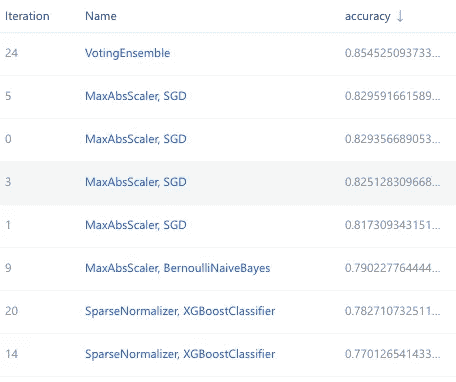 Iteration Name accuracy ↓
24 VotingEnsemble 0.854525093733...
5 MaxAbsScaler, SGD 0.829591661589...
0 MaxAbsScaler, SGD 0.829356689053...
3 MaxAbsScaler, SGD 0.825128309668...
1 MaxAbsScaler, SGD 0.817309343151...
9 MaxAbsScaler, BernoulliNaiveBayes 0.790227764444...
20 SparseNormalizer, XGBoostClassifier 0.782710732511...
14 SparseNormalizer, XGBoostClassifier 0.770126541433...